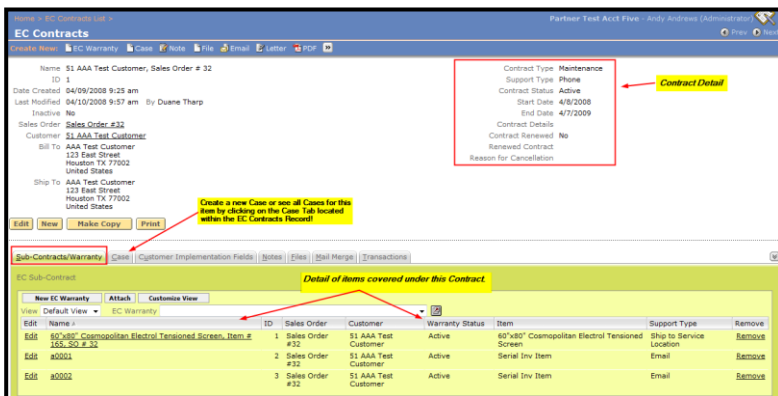 Home > EC Contracts List >
Partner Test Acct Five - Andy Andrews (Administrator)
EC Contracts
Prev Next
Create New: EC Warranty Case Note File Email Letter PDF
Name 51 AAA Test Customer, Sales Order # 32
ID 1
Date Created 04/09/2008 9:25 am
Last Modified 04/10/2008 9:57 am By Duane Tharp
Inactive No
Sales Order Sales Order #32
Customer 51 AAA Test Customer
Bill To AAA Test Customer
123 East Street
Houston TX 77002
United States
Ship To AAA Test Customer
123 East Street
Houston TX 77002
United States
Contract Type Maintenance
Support Type Phone
Contract Status Active
Start Date 4/8/2008
End Date 4/7/2009
Contract Details
Contract Renewed No
Renewed Contract
Reason for Cancellation
Contract Detail
Create a new Case or see all Cases for this
item by clicking on the Case Tab located
within the EC Contracts Record!
Edit New Make Copy Print
Sub-Contracts/Warranty Case Customer Implementation Fields Notes Files Mail Merge Transactions
EC Sub-Contract
Detail of items covered under this Contract.
New EC Warranty Attach Customize View
View Default View EC Warranty
Edit Name ID Sales Order Customer Warranty Status Item Support Type Remove
Edit 60"x80" Cosmopolitan Electrol Tensioned Screen, Item # 1 Sales Order 51 AAA Test Active 60"x80" Cosmopolitan Electrol Tensioned Ship to Service Remove
165, SO # 32 #32 Customer Screen Location
Edit a0001 2 Sales Order 51 AAA Test Active Serial Inv Item Email Remove
#32 Customer
Edit a0002 3 Sales Order 51 AAA Test Active Serial Inv Item Email Remove
#32 Customer